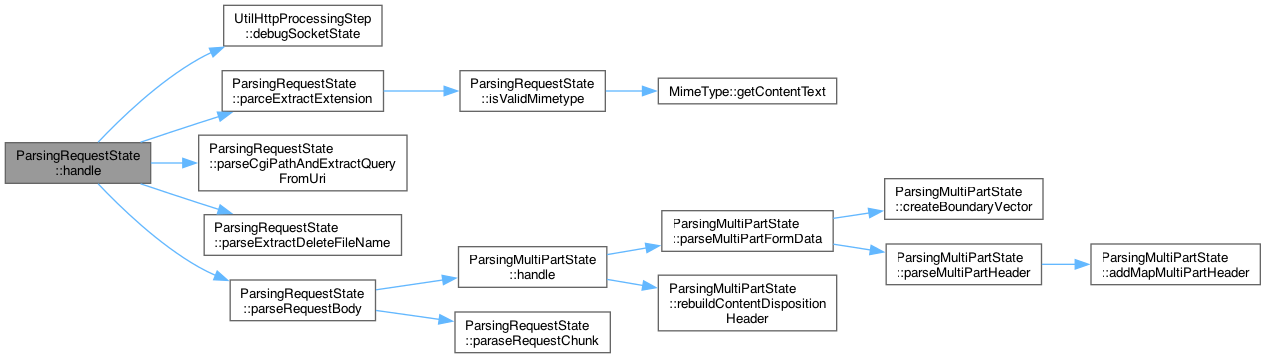 UtilHttpProcessingStep
::debugSocketState
ParsingRequestState
::parceExtractExtension
ParsingRequestState
::isValidMimetype
MimeType::getContentText
ParsingRequestState
::handle
ParsingRequestState
::parseCgiPathAndExtractQuery
FromUri
ParsingRequestState
::parseExtractDeleteFileName
ParsingRequestState
::parseRequestBody
ParsingMultiPartState
::handle
ParsingMultiPartState
::parseMultiPartFormData
ParsingMultiPartState
::createBoundaryVector
ParsingMultiPartState
::parseMultiPartHeader
ParsingMultiPartState
::addMapMultiPartHeader
ParsingMultiPartState
::rebuildContentDisposition
Header
ParsingRequestState
::paraseRequestChunk